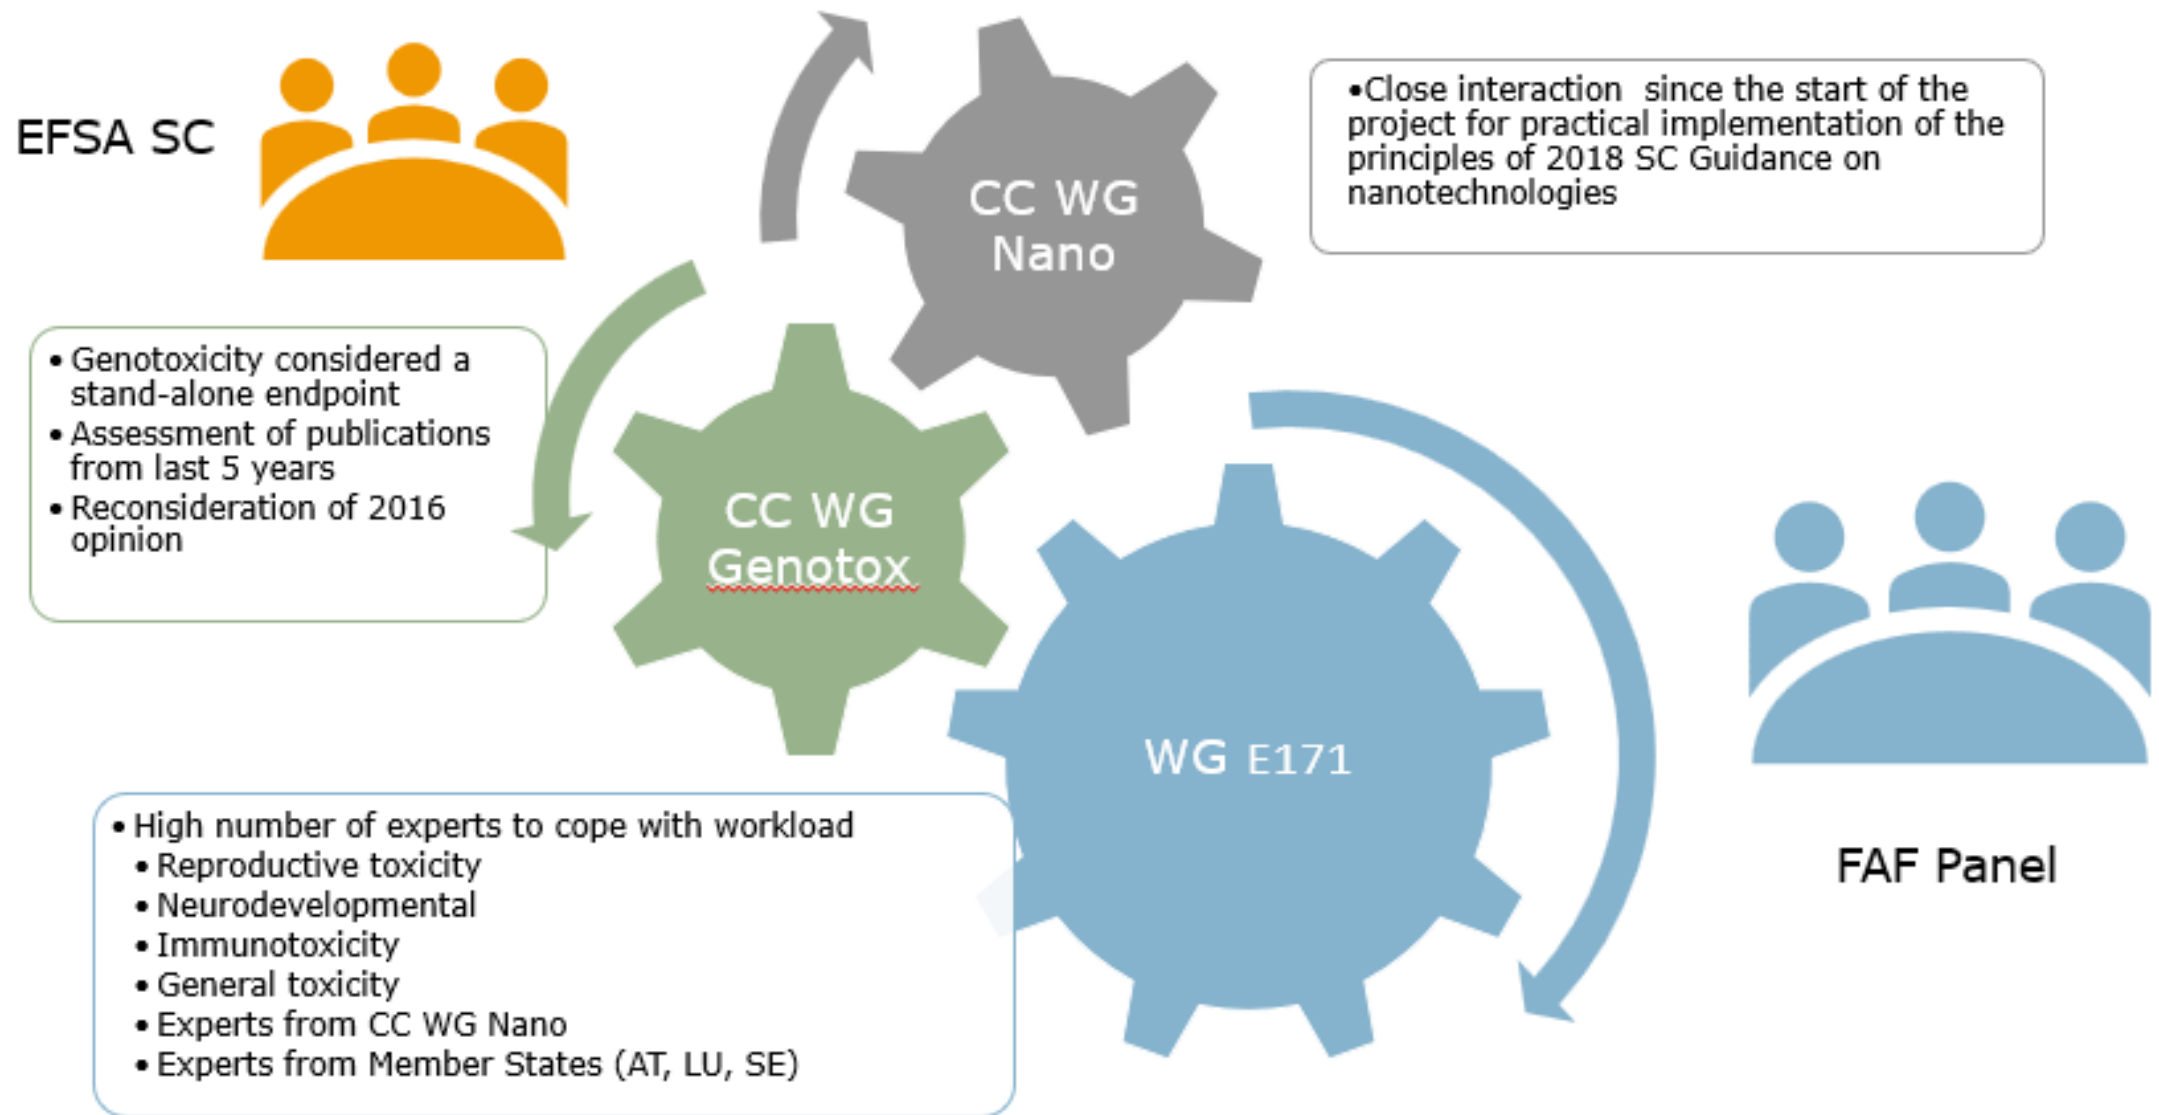 EFSA SC
CC WG
Nano
•Close interaction  since the start of the
project for practical implementation of the
principles of 2018 SC Guidance on
nanotechnologies
• Genotoxicity considered a
stand-alone endpoint
• Assessment of publications
from last 5 years
• Reconsideration of 2016
opinion
CC WG
Genotox
WG E171
FAF Panel
• High number of experts to cope with workload
• Reproductive toxicity
• Neurodevelopmental
• Immunotoxicity
• General toxicity
• Experts from CC WG Nano
• Experts from Member States (AT, LU, SE)